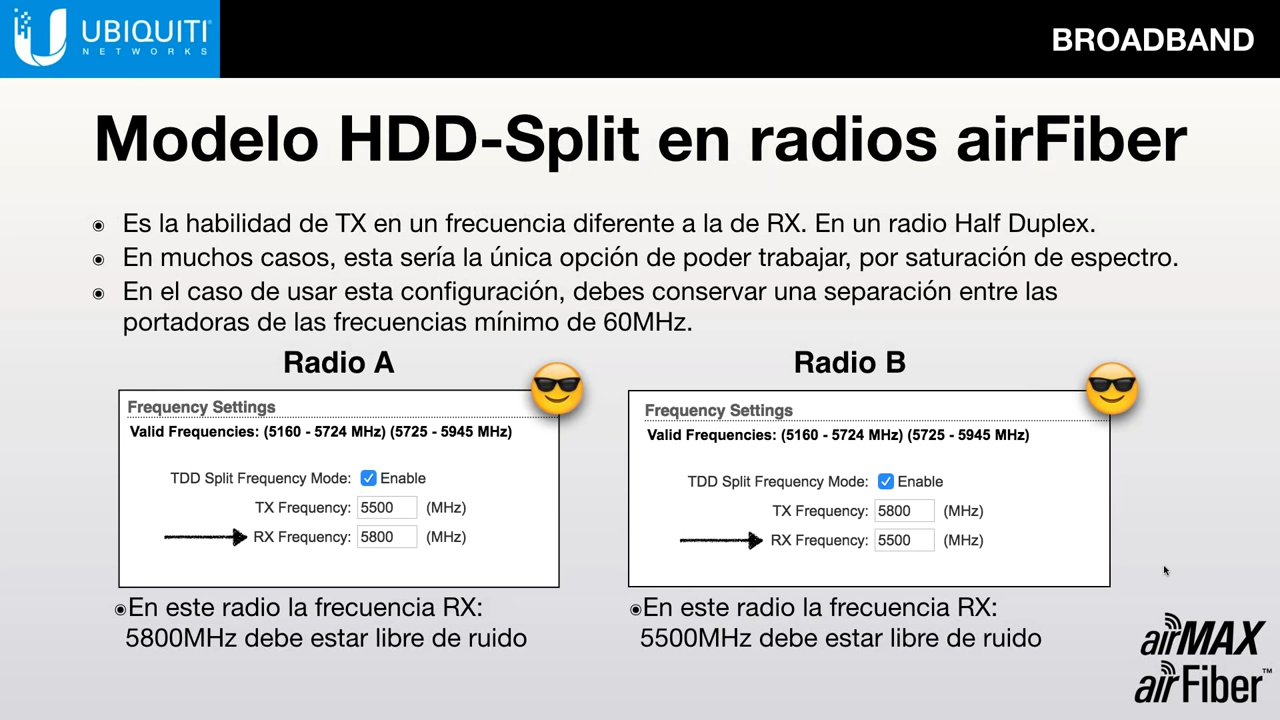 UBIQUITI
NETWORKS
BROADBAND
Modelo HDD-Split en radios airFiber
Es la habilidad de TX en un frecuencia diferente a la de RX. En un radio Half Duplex.
En muchos casos, esta sería la única opción de poder trabajar, por saturación de espectro.
En el caso de usar esta configuración, debes conservar una separación entre las
portadoras de las frecuencias mínimo de 60MHz.
Radio A
Frequency Settings
Valid Frequencies: (5160 - 5724 MHz) (5725 - 5945 MHz)
TDD Split Frequency Mode: Enable
TX Frequency: 5500 (MHz)
RX Frequency: 5800 (MHz)
En este radio la frecuencia RX:
5800MHz debe estar libre de ruido
Radio B
Frequency Settings
Valid Frequencies: (5160 - 5724 MHz) (5725 - 5945 MHz)
TDD Split Frequency Mode: Enable
TX Frequency: 5800 (MHz)
RX Frequency: 5500 (MHz)
En este radio la frecuencia RX:
5500MHz debe estar libre de ruido
airMAX
airFiber™